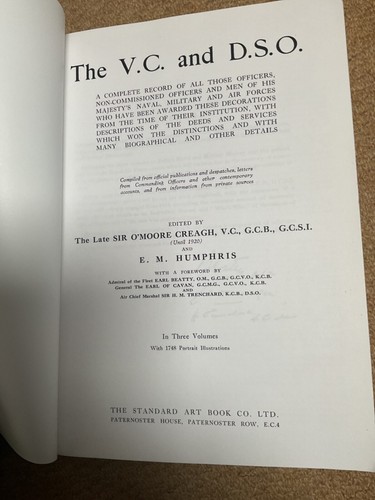 The V.C. and D.S.O.
A COMPLETE RECORD OF ALL THOSE OFFICERS,
NON-COMMISSIONED OFFICERS AND MEN OF HIS
MAJESTY'S NAVAL, MILITARY AND AIR FORCES
WHO HAVE BEEN AWARDED THESE DECORATIONS
FROM THE TIME OF THEIR INSTITUTION, WITH
DESCRIPTIONS OF THE DEEDS AND SERVICES
WHICH WON THE DISTINCTIONS AND WITH
MANY BIOGRAPHICAL AND OTHER DETAILS
Compiled from official publications and despatches, letters
from Commanding Officers and other contemporary
accounts, and from information from private sources
EDITED BY
The Late SIR O'MOORE CREAGH, V.C., G.C.B., G.C.S.I.
(Until 1920)
AND
E. M. HUMPHRIS
WITH A FOREWORD BY
Admiral of the Fleet EARL BEATTY, O.M., G.C.B., G.C.V.O., K.C.B.
General The EARL OF CAVAN, G.C.M.G., G.C.V.O., K.C.B.
AND
Air Chief Marshal SIR H. M. TRENCHARD, K.C.B., D.S.O.
In Three Volumes
With 1748 Portrait Illustrations
THE STANDARD ART BOOK CO. LTD.
PATERNOSTER HOUSE, PATERNOSTER ROW, E.C.4